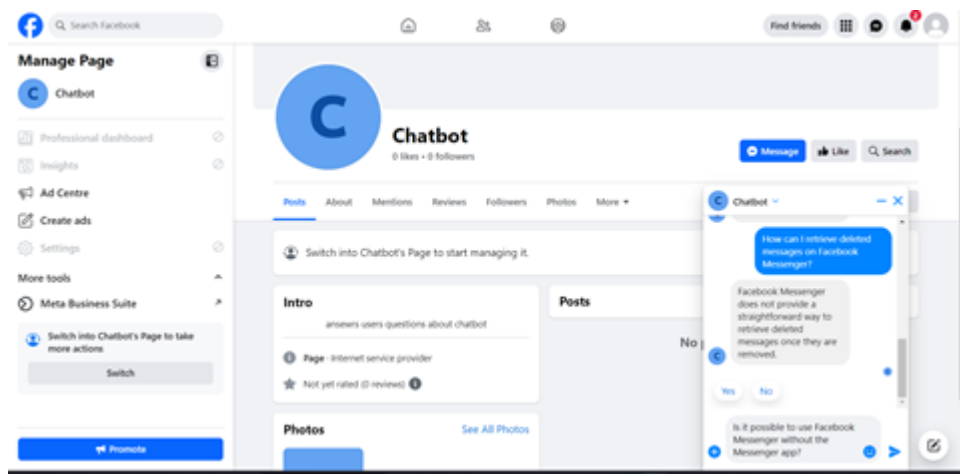 Search Facebook
Find friends
2
Manage Page
C Chatbot
Professional dashboard
Insights
Ad Centre
Create ads
Settings
More tools
Meta Business Suite
Switch into Chatbot's Page to take
more actions
Switch
Promote
C
Chatbot
0 likes • 0 followers
Message
Like
Search
Posts About Mentions Reviews Followers Photos More
Switch into Chatbot's Page to start managing it.
Intro
answers users questions about chatbot
Page · Internet service provider
Not yet rated (0 reviews)
Photos
See All Photos
Posts
No
C Chatbot
How can I retrieve deleted
messages on Facebook
Messenger?
Facebook Messenger
does not provide a
straightforward way to
retrieve deleted
messages once they are
removed.
C
Yes No
Is it possible to use Facebook
Messenger without the
Messenger app?